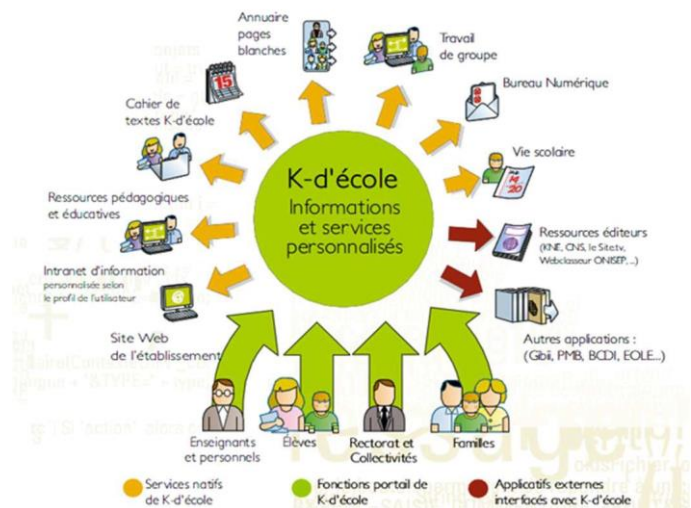 Annuaire
pages
blanches
Travail
de groupe
Bureau Numérique
Cahier de
textes K-d'école
15
Vie scolaire
Ressources pédagogiques
et éducatives
K-d'école
Informations
et services
personnalisés
Ressources éditeurs
(KNE, CNS, le Site.tv,
Webclasseur ONISEP, ...)
Intranet d'information
personnalisée selon
le profil de l'utilisateur
Site Web
de l'établissement
Autres applications :
(Gibii, PMB, BCDI, EOLE...)
Enseignants
et personnels
Élèves
Rectorat et
Collectivités
Familles
Services natifs
de K-d'école
Fonctions portail de
K-d'école
Applicatifs externes
interfacés avec K-d'école